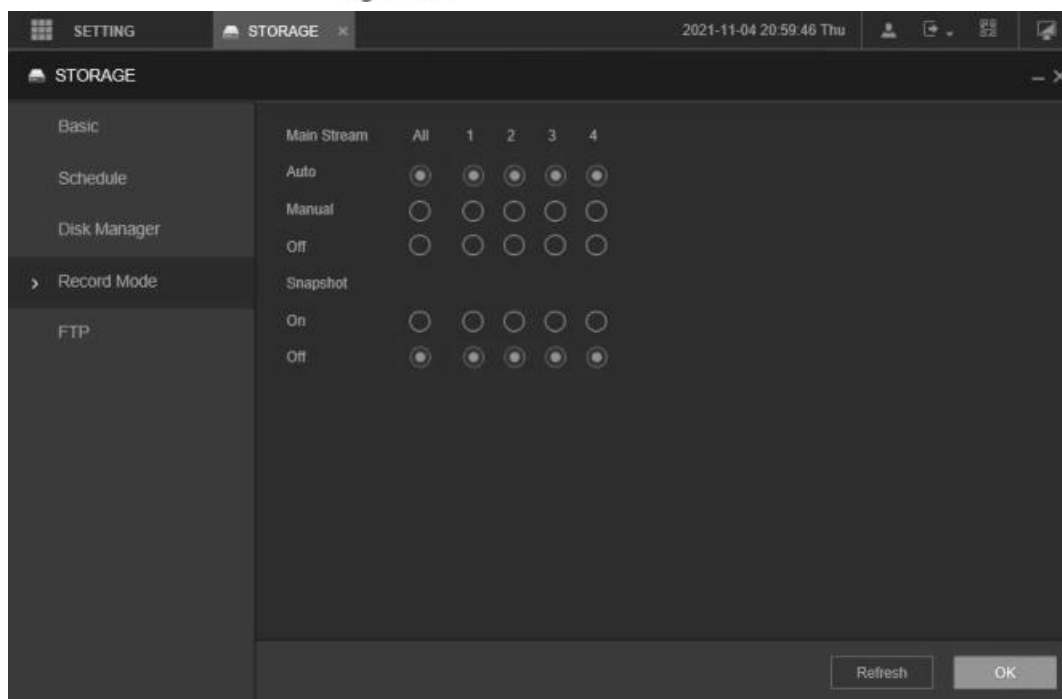 SETTING STORAGE × 2021-11-04 20:59:46 Thu
STORAGE
Basic
Schedule
Disk Manager
Record Mode
FTP
Main Stream All 1 2 3 4
Auto
Manual
Off
Snapshot
On
Off
Refresh OK